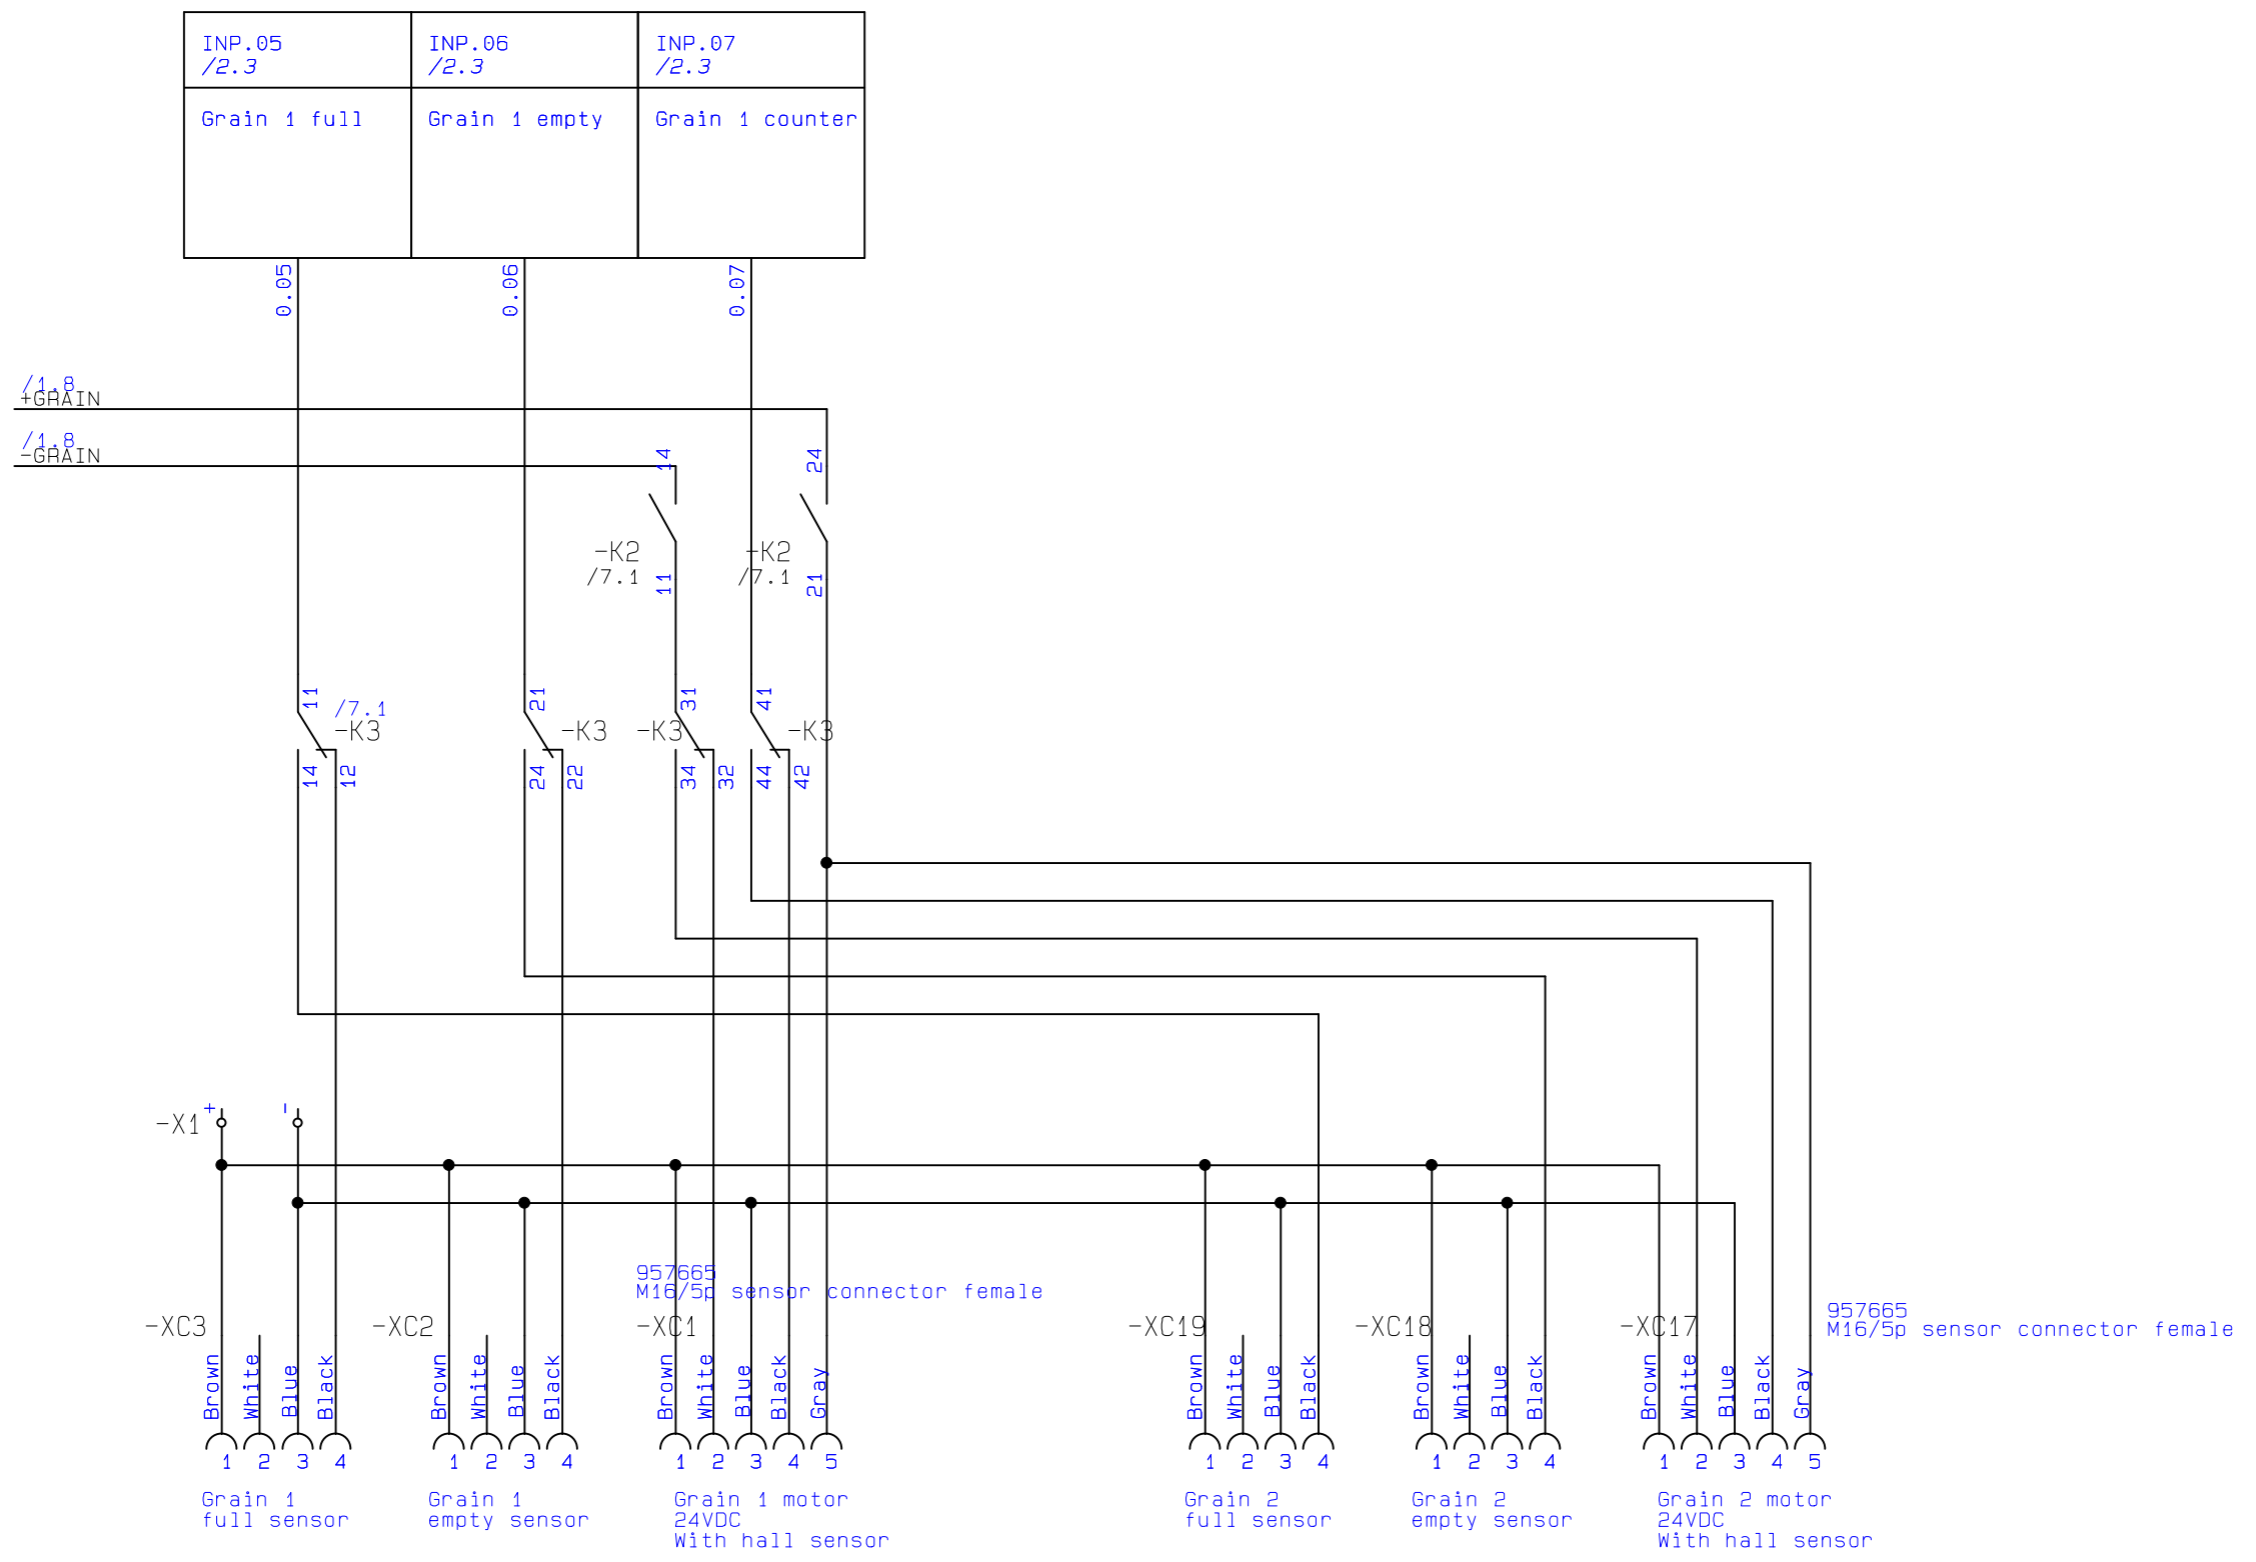 INP.05
/2.3
INP.06
/2.3
INP.07
/2.3
Grain 1 full
Grain 1 empty
Grain 1 counter
0.05
0.06
0.07
/1.8
+GRAIN
/1.8
-GRAIN
14
24
-K2
/7.1
-K2
/7.1
11
21
11
/7.1
-K3
21
-K3
31
-K3
41
-K3
14
12
24
22
34
32
44
42
-X1
+
-
957665
M16/5p sensor connector female
957665
M16/5p sensor connector female
-XC3
-XC2
-XC1
-XC19
-XC18
-XC17
Brown
White
Blue
Black
Brown
White
Blue
Black
Brown
White
Blue
Black
Gray
Brown
White
Blue
Black
Brown
White
Blue
Black
Brown
White
Blue
Black
Gray
1 2 3 4
1 2 3 4
1 2 3 4 5
1 2 3 4
1 2 3 4
1 2 3 4 5
Grain 1
full sensor
Grain 1
empty sensor
Grain 1 motor
24VDC
With hall sensor
Grain 2
full sensor
Grain 2
empty sensor
Grain 2 motor
24VDC
With hall sensor